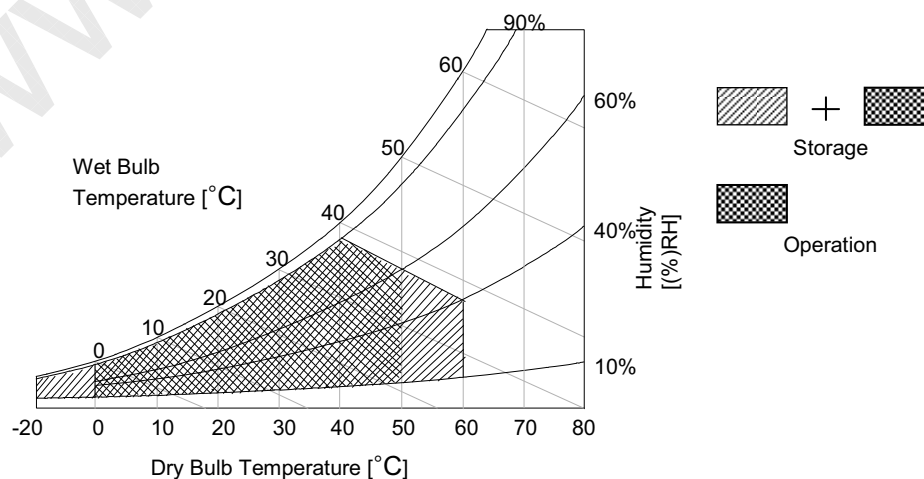 90%
60
60%
50
Wet Bulb
Temperature [°C]
40
40%
30
20
10
0
10%
Humidity
[(%)RH]
-20 0 10 20 30 40 50 60 70 80
Dry Bulb Temperature [°C]
+
Storage
Operation